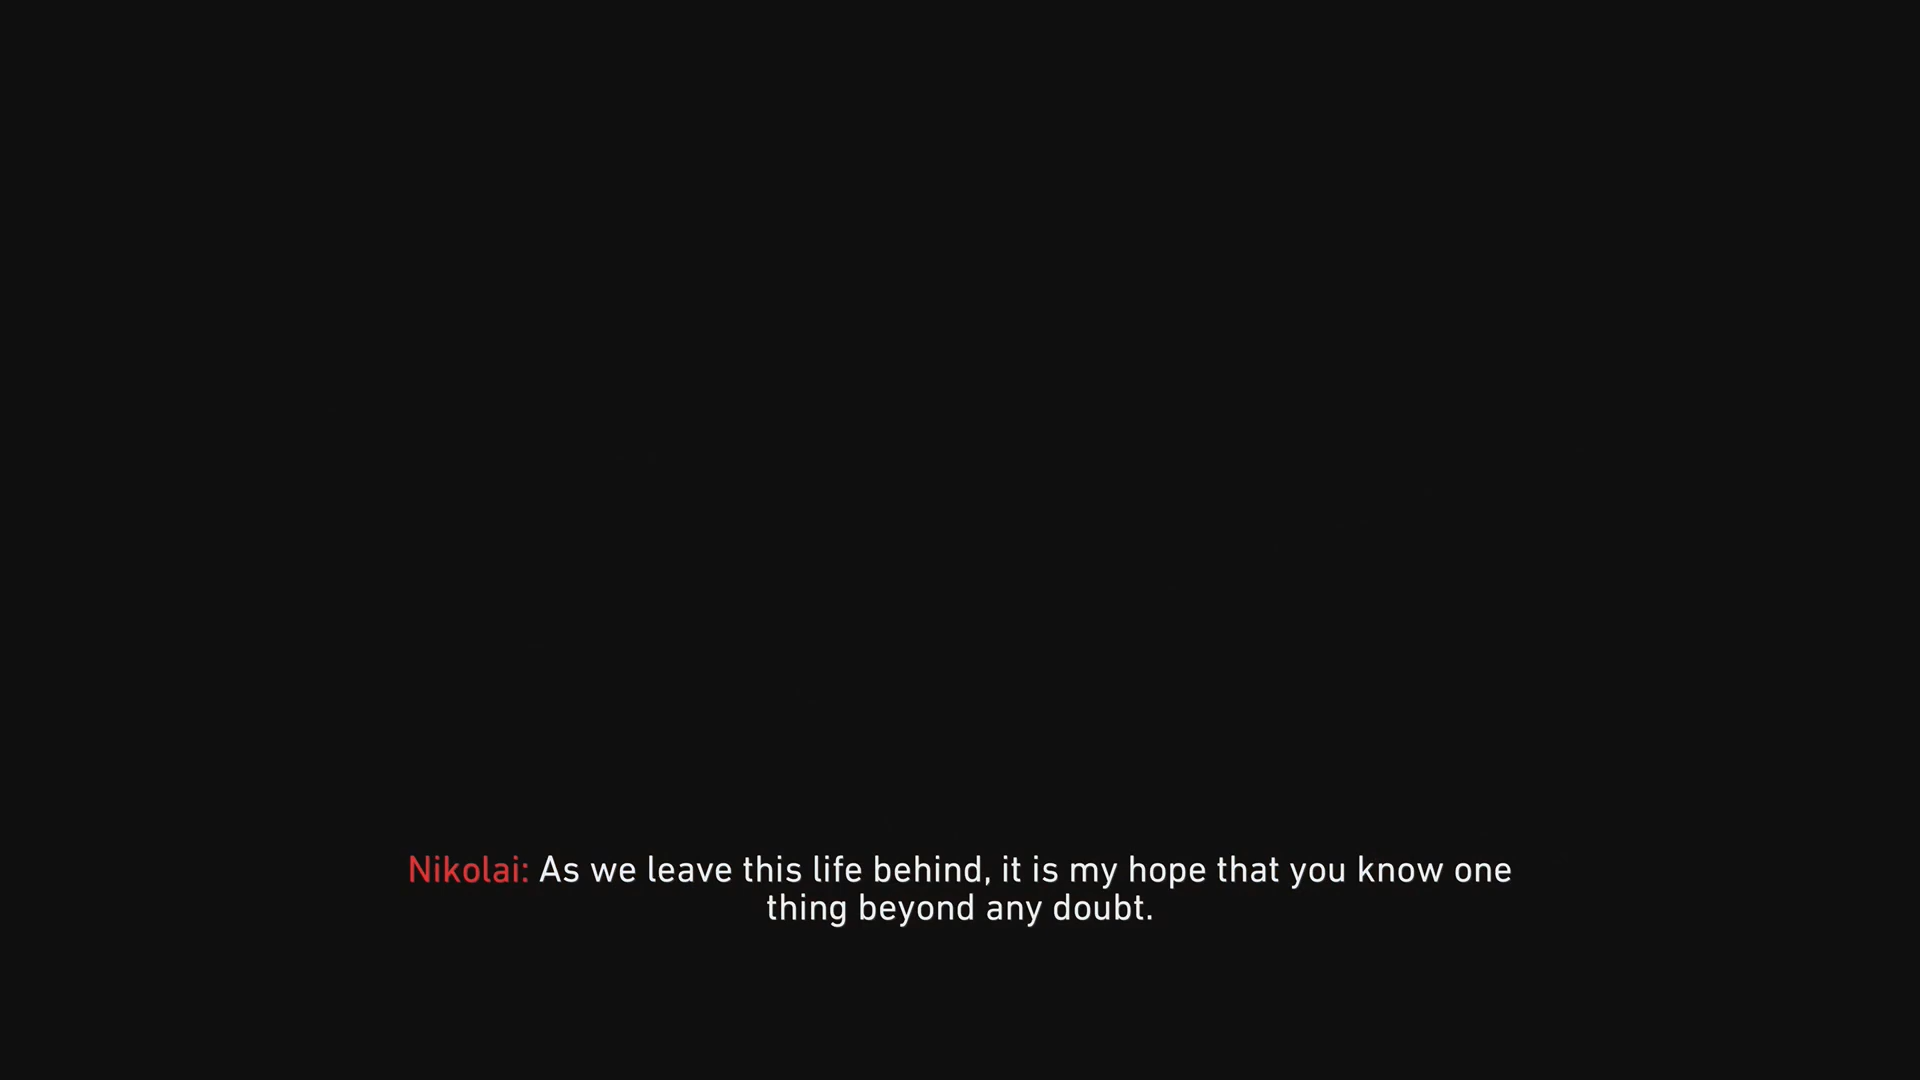 Nikolai: As we leave this life behind, it is my hope that you know one
thing beyond any doubt.